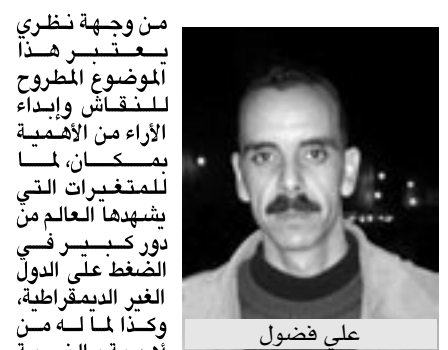 من وجهة نظري
يعتبر هذا
الموضوع المطروح
للنقاش وإبداء
الأراء من الأهمية
بمكان، لما
للمتغيرات التي
يشهدها العالم من
دور كبير في
الضغط على الدول
الغير الديمقراطية،
وكذا لما له من
علي فضول